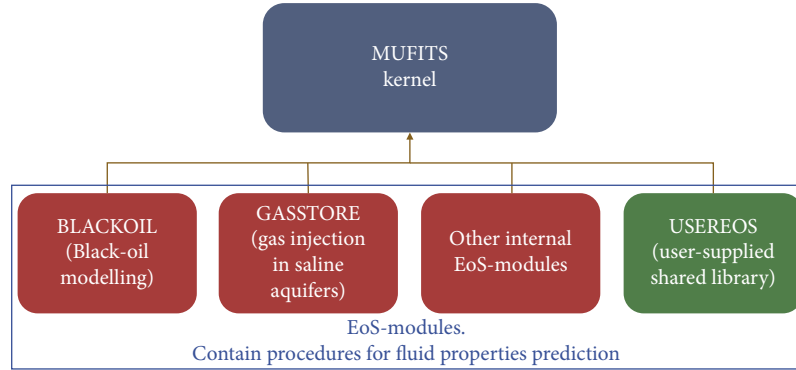 MUFITS
kernel
BLACKOIL
(Black-oil
modelling)
GASSTORE
(gas injection
in saline
aquifers)
Other internal
EoS-modules
USEREOS
(user-supplied
shared library)
EoS-modules.
Contain procedures for fluid properties prediction